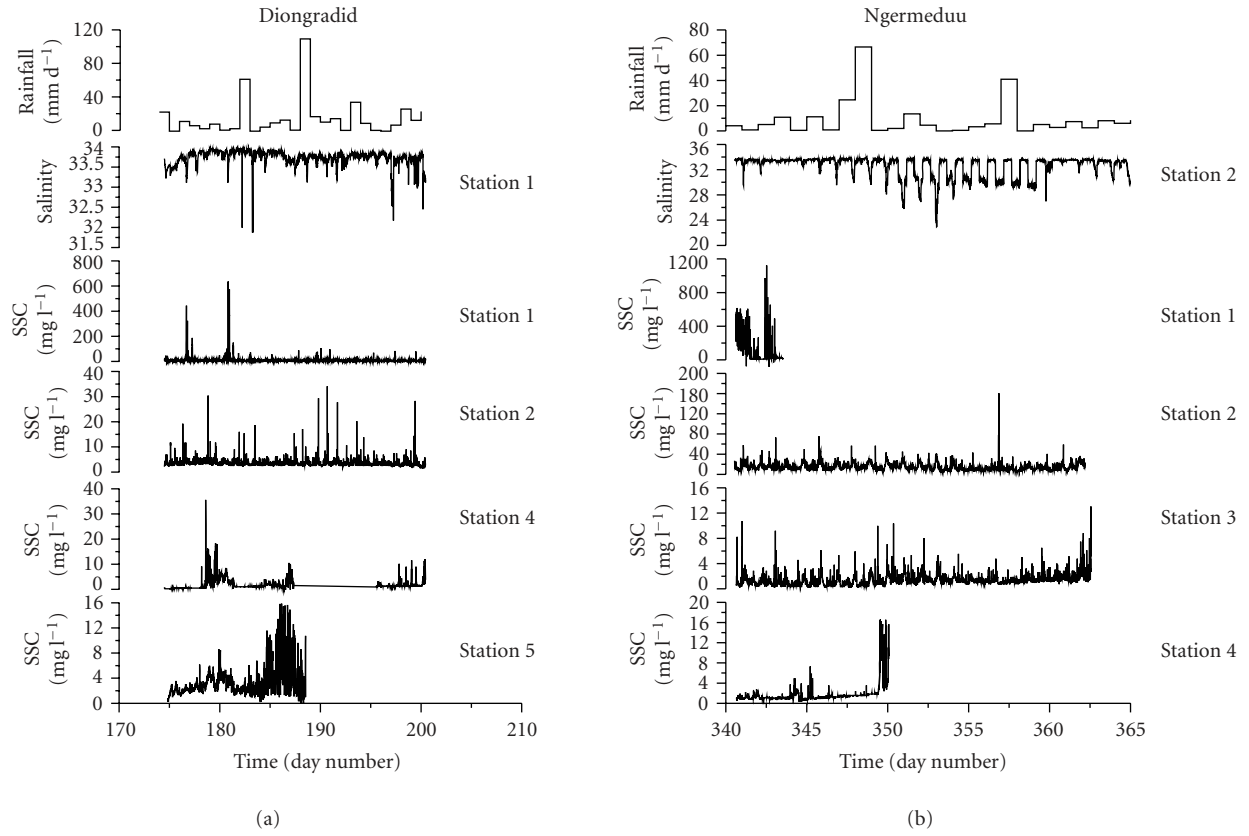 Diongradid
Rainfall
(mm d⁻¹)
120
80
40
0
Salinity
34
33.5
33
32.5
32
31.5
Station 1
SSC
(mg l⁻¹)
800
600
400
200
0
Station 1
SSC
(mg l⁻¹)
40
30
20
10
0
Station 2
SSC
(mg l⁻¹)
40
30
20
10
0
Station 4
SSC
(mg l⁻¹)
16
12
8
4
0
Station 5
170 180 190 200 210
Time (day number)
(a)
Ngermeduu
Rainfall
(mm d⁻¹)
80
60
40
20
0
Salinity
36
32
28
24
20
Station 2
SSC
(mg l⁻¹)
1200
800
400
0
Station 1
SSC
(mg l⁻¹)
200
160
120
80
40
0
Station 2
SSC
(mg l⁻¹)
16
12
8
4
0
Station 3
SSC
(mg l⁻¹)
20
16
12
8
4
0
Station 4
340 345 350 355 362 365
Time (day number)
(b)